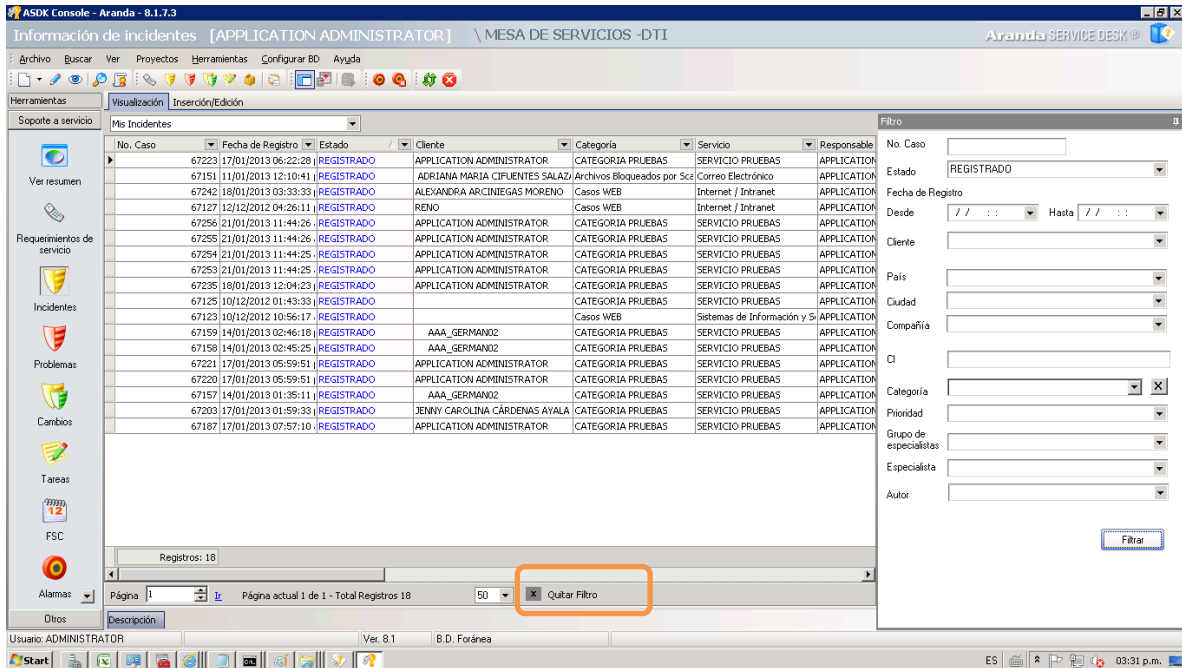 ASDK Console - Aranda - 8.1.7.3
Información de incidentes [APPLICATION ADMINISTRATOR] \ MESA DE SERVICIOS -DTI
Aranda SERVICE DESK ®
Archivo Buscar Ver Proyectos Herramientas Configurar BD Ayuda
Herramientas
Visualización Inserción/Edición
Soporte a servicio
Mis Incidentes
No. Caso Fecha de Registro Estado Cliente Categoría Servicio Responsable
67223 17/01/2013 06:22:28 REGISTRADO APPLICATION ADMINISTRATOR CATEGORIA PRUEBAS SERVICIO PRUEBAS APPLICATION
67151 11/01/2013 12:10:41 REGISTRADO ADRIANA MARIA CIFUENTES SALAZ Archivos Bloqueados por Sca Correo Electrónico APPLICATION
67242 18/01/2013 03:33:33 REGISTRADO ALEXANDRA ARCINIEGAS MORENO Casos WEB Internet / Intranet APPLICATION
67127 12/12/2012 04:26:11 REGISTRADO RENO Casos WEB Internet / Intranet APPLICATION
67256 21/01/2013 11:44:26 REGISTRADO APPLICATION ADMINISTRATOR CATEGORIA PRUEBAS SERVICIO PRUEBAS APPLICATION
67255 21/01/2013 11:44:26 REGISTRADO APPLICATION ADMINISTRATOR CATEGORIA PRUEBAS SERVICIO PRUEBAS APPLICATION
67254 21/01/2013 11:44:25 REGISTRADO APPLICATION ADMINISTRATOR CATEGORIA PRUEBAS SERVICIO PRUEBAS APPLICATION
67253 21/01/2013 11:44:25 REGISTRADO APPLICATION ADMINISTRATOR CATEGORIA PRUEBAS SERVICIO PRUEBAS APPLICATION
67235 18/01/2013 12:04:23 REGISTRADO APPLICATION ADMINISTRATOR CATEGORIA PRUEBAS SERVICIO PRUEBAS APPLICATION
67125 10/12/2012 01:43:33 REGISTRADO CATEGORIA PRUEBAS SERVICIO PRUEBAS APPLICATION
67123 10/12/2012 10:56:17 REGISTRADO Casos WEB Sistemas de Información y S APPLICATION
67159 14/01/2013 02:46:18 REGISTRADO AAA_GERMAN02 CATEGORIA PRUEBAS SERVICIO PRUEBAS APPLICATION
67158 14/01/2013 02:45:25 REGISTRADO AAA_GERMAN02 CATEGORIA PRUEBAS SERVICIO PRUEBAS APPLICATION
67221 17/01/2013 05:59:51 REGISTRADO APPLICATION ADMINISTRATOR CATEGORIA PRUEBAS SERVICIO PRUEBAS APPLICATION
67220 17/01/2013 05:59:51 REGISTRADO APPLICATION ADMINISTRATOR CATEGORIA PRUEBAS SERVICIO PRUEBAS APPLICATION
67157 14/01/2013 01:35:11 REGISTRADO AAA_GERMAN02 CATEGORIA PRUEBAS SERVICIO PRUEBAS APPLICATION
67203 17/01/2013 01:59:33 REGISTRADO JENNY CAROLINA CÁRDENAS AYALA CATEGORIA PRUEBAS SERVICIO PRUEBAS APPLICATION
67187 17/01/2013 07:57:10 REGISTRADO APPLICATION ADMINISTRATOR CATEGORIA PRUEBAS SERVICIO PRUEBAS APPLICATION
Ver resumen
Requerimientos de
servicio
Incidentes
Problemas
Cambios
Tareas
12
FSC
Alarmas
Otros
Filtro
No. Caso
Estado REGISTRADO
Fecha de Registro
Desde / / : : Hasta / / : :
Cliente
País
Ciudad
Compañía
CI
Categoría X
Prioridad
Grupo de
especialistas
Especialista
Autor
Filtrar
Registros: 18
Página 1 Ir Página actual 1 de 1 - Total Registros 18 50 X Quitar Filtro
Descripción
Usuario: ADMINISTRATOR Ver. 8.1 B.D. Foránea
Start ES 03:31 p.m.